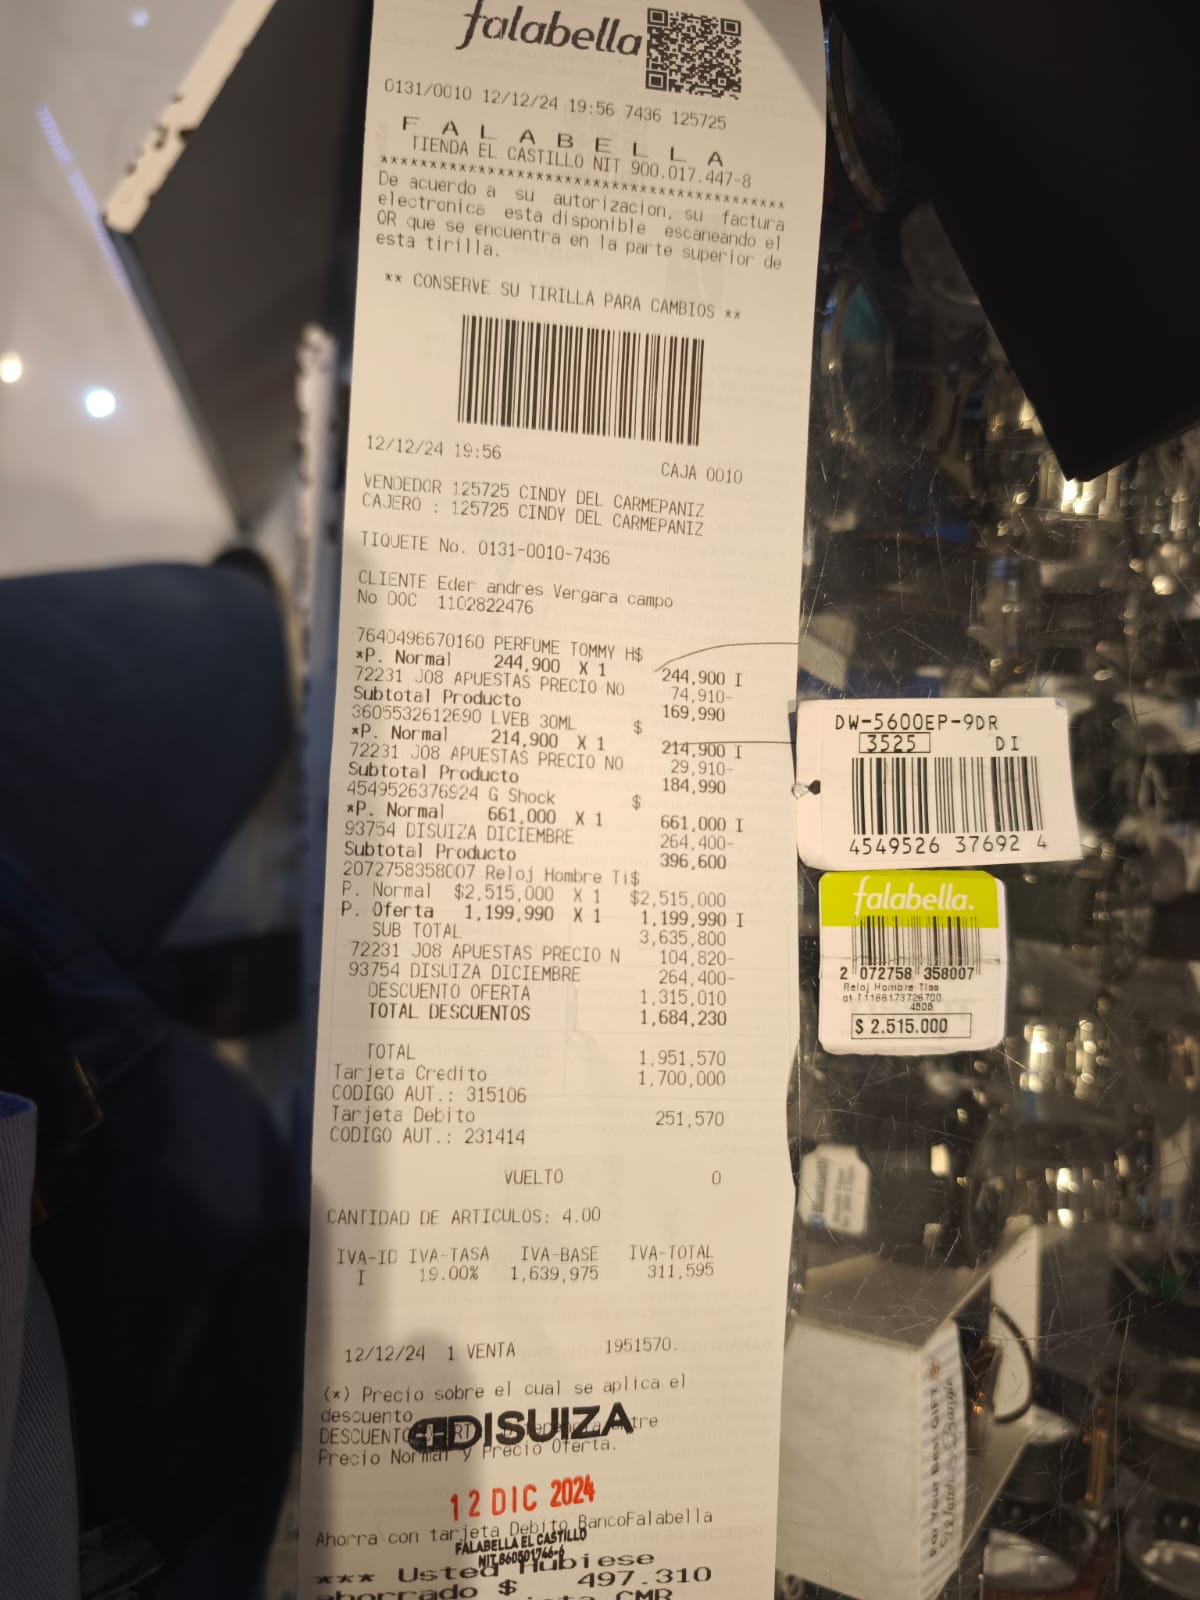 falabella
0131/0010 12/12/24 19:56 7436 125725
F A L A B E L L A
TIENDA EL CASTILLO NIT 900.017.447-8
****************************************
De acuerdo a su autorizacion, su factura
electronica esta disponible escaneando el
QR que se encuentra en la parte superior de
esta tirilla.
** CONSERVE SU TIRILLA PARA CAMBIOS **
12/12/24 19:56 CAJA 0010
VENDEDOR 125725 CINDY DEL CARMEPANIZ
CAJERO : 125725 CINDY DEL CARMEPANIZ
TIQUETE No. 0131-0010-7436
CLIENTE Eder andres Vergara campo
No DOC 1102822476
7640496670160 PERFUME TOMMY H$
*P. Normal 244,900 X 1 244,900 I
72231 J08 APUESTAS PRECIO NO 74,910-
Subtotal Producto 169,990
3605532612690 LVEB 30ML $
*P. Normal 214,900 X 1 214,900 I
72231 J08 APUESTAS PRECIO NO 29,910-
Subtotal Producto 184,990
4549526376924 G Shock $
*P. Normal 661,000 X 1 661,000 I
93754 DISUIZA DICIEMBRE 264,400-
Subtotal Producto 396,600
2072758358007 Reloj Hombre Ti$
P. Normal $2,515,000 X 1 $2,515,000
P. Oferta 1,199,990 X 1 1,199,990 I
SUB TOTAL 3,635,800
72231 J08 APUESTAS PRECIO N 104,820-
93754 DISUIZA DICIEMBRE 264,400-
DESCUENTO OFERTA 1,315,010
TOTAL DESCUENTOS 1,684,230
TOTAL 1,951,570
Tarjeta Credito 1,700,000
CODIGO AUT.: 315106
Tarjeta Debito 251,570
CODIGO AUT.: 231414
VUELTO 0
CANTIDAD DE ARTICULOS: 4.00
IVA-ID IVA-TASA IVA-BASE IVA-TOTAL
I 19.00% 1,639,975 311,595
12/12/24 1 VENTA 1951570.
(*) Precio sobre el cual se aplica el
descuento
DISUIZA
DESCUENTO
Precio Normal y Precio Oferta.
12 DIC 2024
Ahorra con tarjeta Debito BancoFalabella
FALABELLA EL CASTILLO
*** Usted Hubiese
ahorrado $ 497.310
CMR
DW-5600EP-9DR
3525 DI
4549526 37692 4
falabella.
2 072758 358007
Reloj Hombre Tiss
ot T1166173726700
4506
$ 2.515.000
For Your Best GIFT